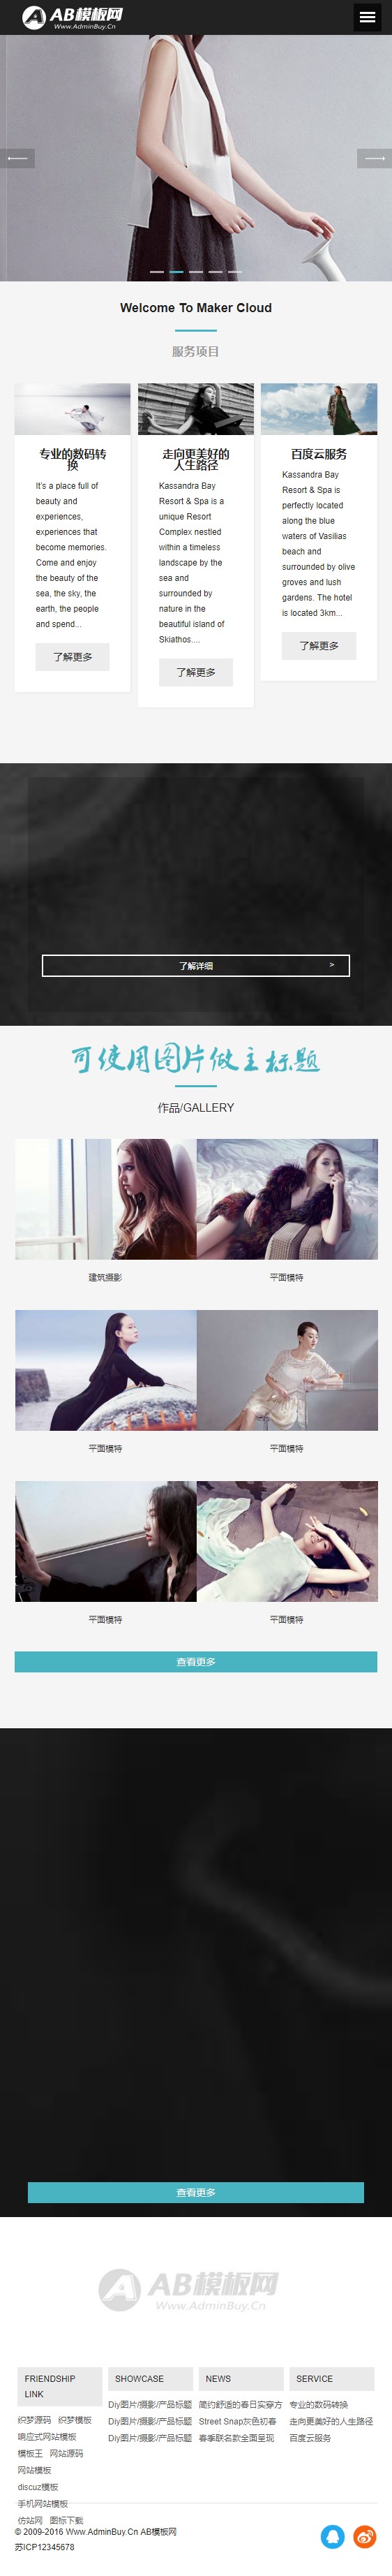 AB模板网
Www.AdminBuy.Cn
Welcome To Maker Cloud
服务项目
专业的数码转
换
It's a place full of
beauty and
experiences,
experiences that
become memories.
Come and enjoy
the beauty of the
sea, the sky, the
earth, the people
and spend...
了解更多
走向更美好的
人生路径
Kassandra Bay
Resort & Spa is a
unique Resort
Complex nestled
within a timeless
landscape by the
sea and
surrounded by
nature in the
beautiful island of
Skiathos....
了解更多
百度云服务
Kassandra Bay
Resort & Spa is
perfectly located
along the blue
waters of Vasilias
beach and
surrounded by olive
groves and lush
gardens. The hotel
is located 3km...
了解更多
了解详细 >
可使用图片做主标题
作品/GALLERY
建筑摄影 平面模特
平面模特 平面模特
平面模特 平面模特
查看更多
查看更多
AB模板网
Www.AdminBuy.Cn
FRIENDSHIP
LINK
织梦源码 织梦模板
响应式网站模板
模板王 网站源码
网站模板
discuz模板
手机网站模板
仿站网 图标下载
SHOWCASE
Diy图片/摄影/产品标题
Diy图片/摄影/产品标题
Diy图片/摄影/产品标题
NEWS
简约舒适的春日实穿方
Street Snap灰色初春
春季联名款全面呈现
SERVICE
专业的数码转换
走向更美好的人生路径
百度云服务
© 2009-2016 Www.AdminBuy.Cn AB模板网
苏ICP12345678